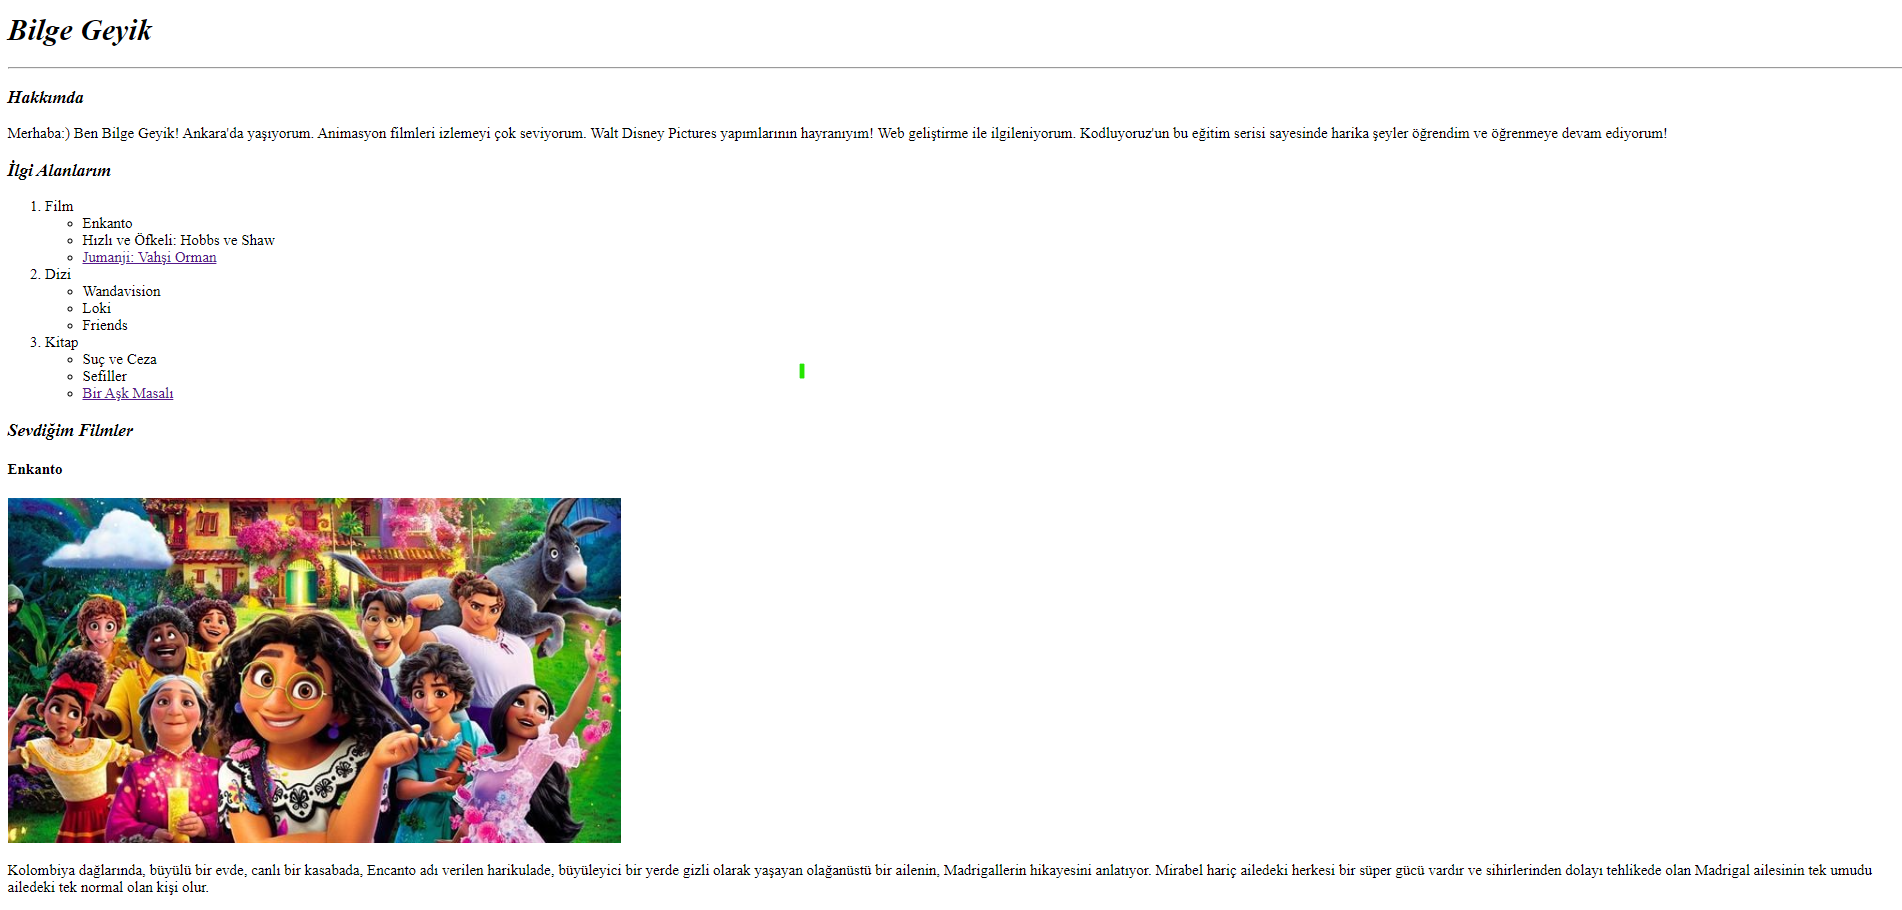 Bilge Geyik
Hakkımda
Merhaba:) Ben Bilge Geyik! Ankara'da yaşıyorum. Animasyon filmleri izlemeyi çok seviyorum. Walt Disney Pictures yapımlarının hayranıyım! Web geliştirme ile ilgileniyorum. Kodluyoruz'un bu eğitim serisi sayesinde harika şeyler öğrendim ve öğrenmeye devam ediyorum!
İlgi Alanlarım
1. Film
Enkanto
Hızlı ve Öfkeli: Hobbs ve Shaw
Jumanji: Vahşi Orman
2. Dizi
Wandavision
Loki
Friends
3. Kitap
Suç ve Ceza
Sefiller
Bir Aşk Masalı
Sevdiğim Filmler
Enkanto
Kolombiya dağlarında, büyülü bir evde, canlı bir kasabada, Encanto adı verilen harikulade, büyüleyici bir yerde gizli olarak yaşayan olağanüstü bir ailenin, Madrigallerin hikayesini anlatıyor. Mirabel hariç ailedeki herkesi bir süper gücü vardır ve sihirlerinden dolayı tehlikede olan Madrigal ailesinin tek umudu
ailedeki tek normal olan kişi olur.